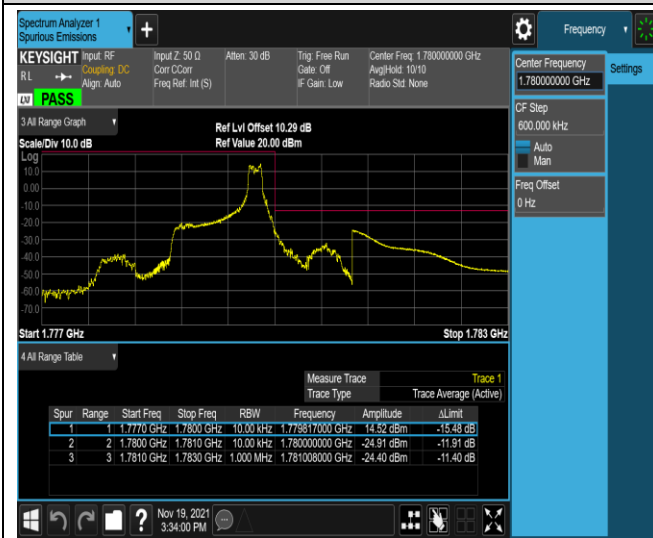 Spectrum Analyzer 1
Spurious Emissions
Frequency
KEYSIGHT
RL
LXI PASS
Input: RF
Coupling: DC
Align: Auto
Input Z: 50 Ω
Corr CCorr
Freq Ref: Int (S)
Atten: 30 dB
Trig: Free Run
Gate: Off
IF Gain: Low
Center Freq: 1.780000000 GHz
Avg|Hold: 10/10
Radio Std: None
Center Frequency
1.78000000 GHz
Settings
CF Step
600.000 kHz
Auto
Man
Freq Offset
0 Hz
3 All Range Graph
Scale/Div 10.0 dB
Ref Lvl Offset 10.29 dB
Ref Value 20.00 dBm
Log
10.0
0.00
-10.0
-20.0
-30.0
-40.0
-50.0
-60.0
-70.0
Start 1.777 GHz
Stop 1.783 GHz
4 All Range Table
Measure Trace Trace 1
Trace Type Trace Average (Active)
Spur Range Start Freq Stop Freq RBW Frequency Amplitude ΔLimit
1 1 1.7770 GHz 1.7800 GHz 10.00 kHz 1.779817000 GHz 14.52 dBm -15.48 dB
2 2 1.7800 GHz 1.7810 GHz 10.00 kHz 1.780000000 GHz -24.91 dBm -11.91 dB
3 3 1.7810 GHz 1.7830 GHz 1.000 MHz 1.781008000 GHz -24.40 dBm -11.40 dB
Nov 19, 2021
3:34:00 PM